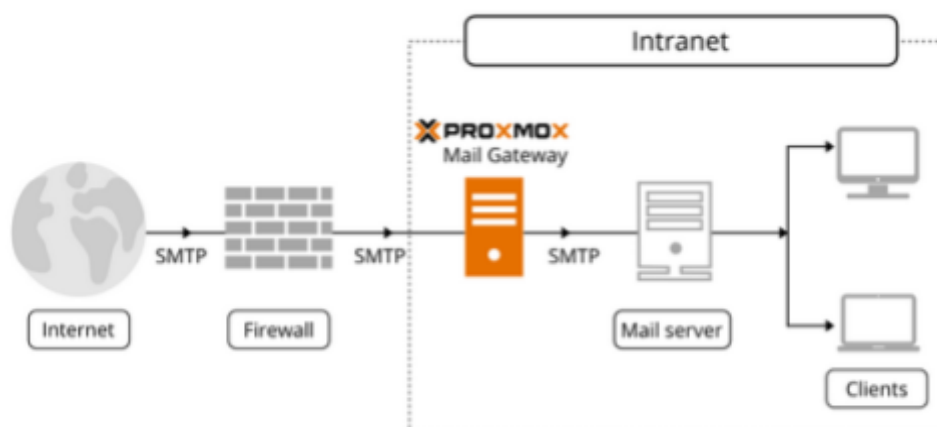 Intranet
PROXMOX
Mail Gateway
SMTP
SMTP
SMTP
Internet
Firewall
Mail server
Clients